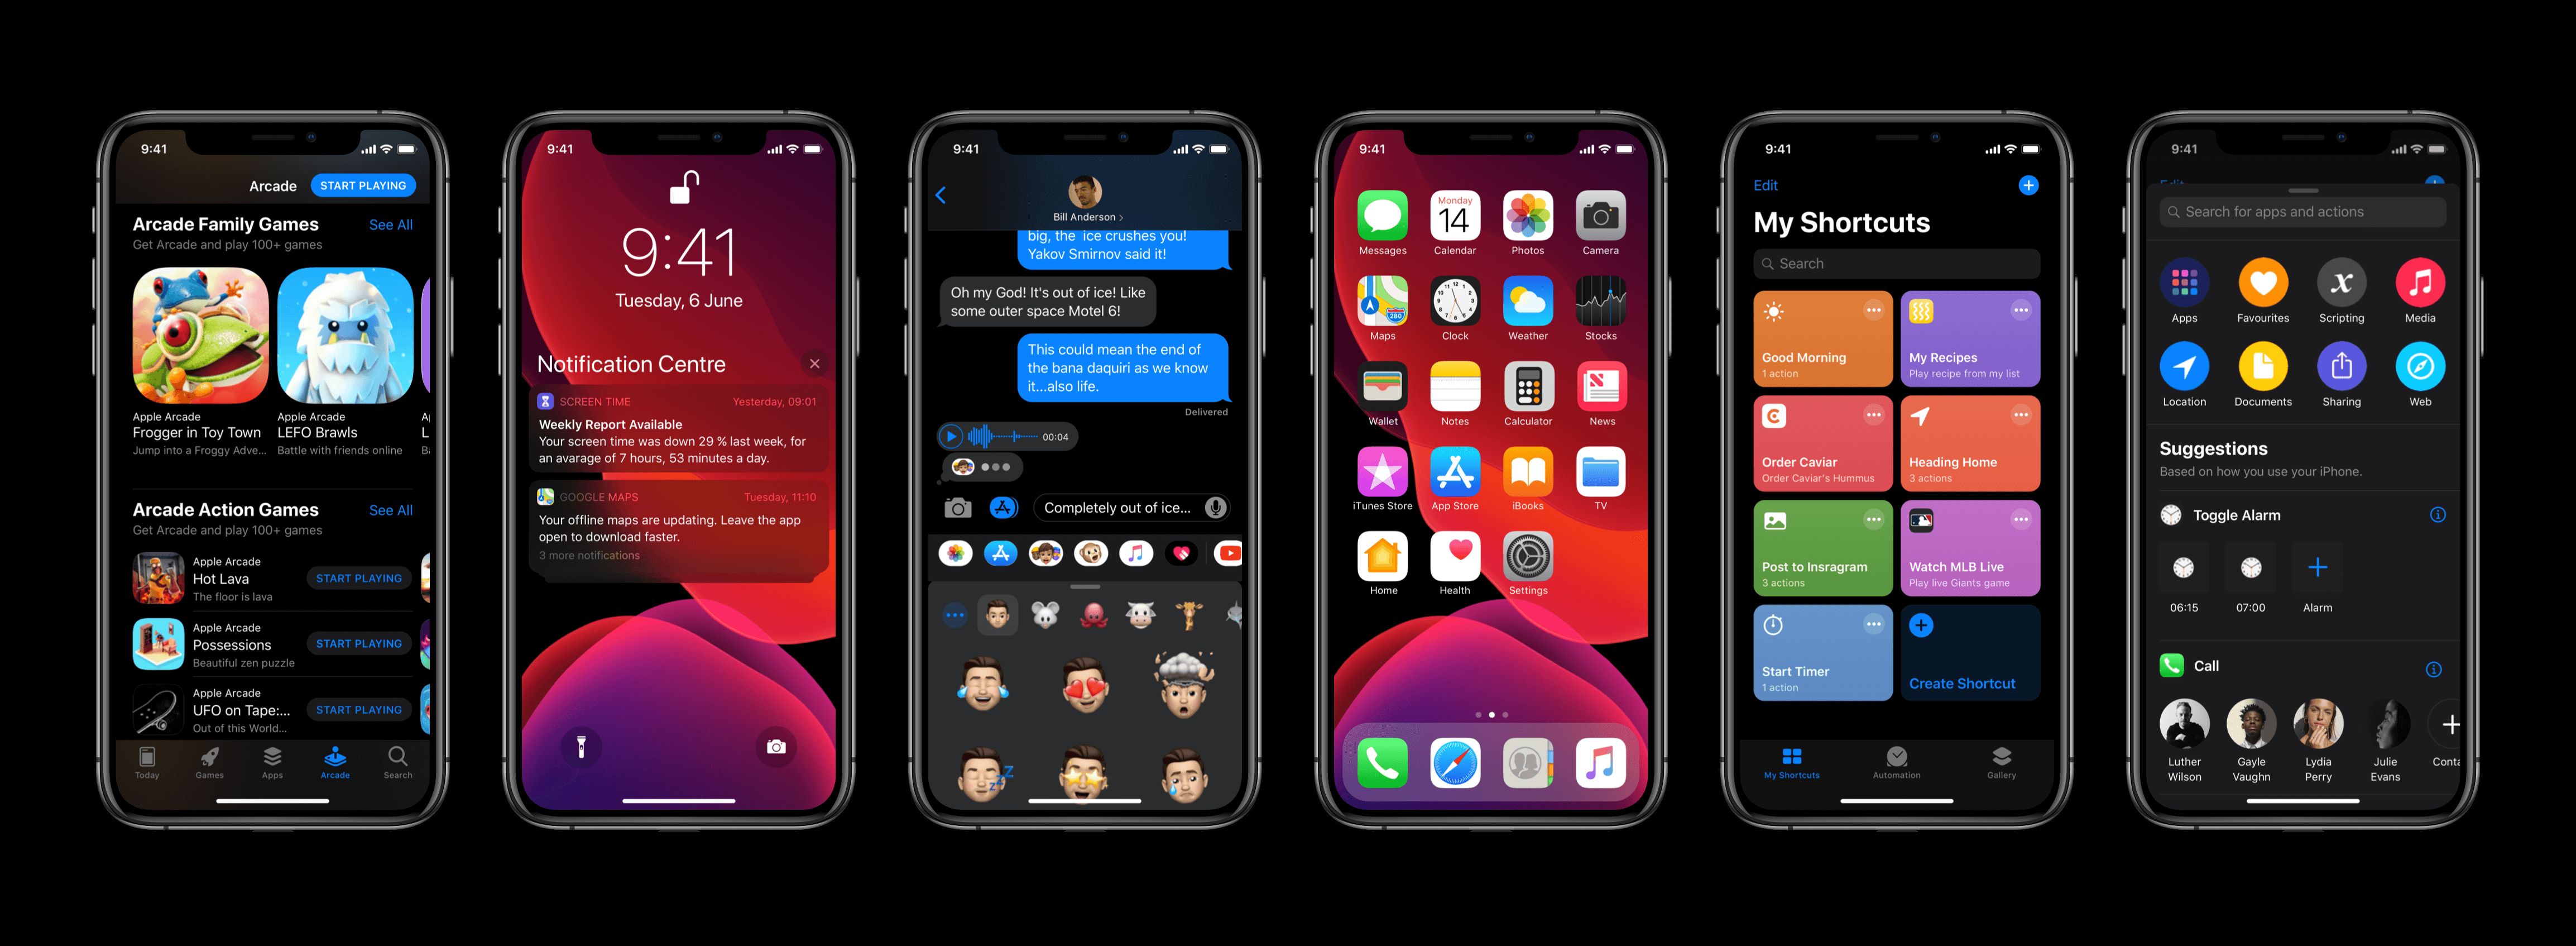 9:41
Arcade
START PLAYING
Arcade Family Games
See All
Get Arcade and play 100+ games
Apple Arcade
Frogger in Toy Town
Jump into a Froggy Adve...
Apple Arcade
LEFO Brawls
Battle with friends online
Arcade Action Games
See All
Get Arcade and play 100+ games
Apple Arcade
Hot Lava
The floor is lava
START PLAYING
Apple Arcade
Possessions
Beautiful zen puzzle
START PLAYING
Apple Arcade
UFO on Tape:...
Out of this World...
START PLAYING
Today
Games
Apps
Arcade
Search
9:41
9:41
Tuesday, 6 June
Notification Centre
SCREEN TIME
Yesterday, 09:01
Weekly Report Available
Your screen time was down 29 % last week, for
an avarage of 7 hours, 53 minutes a day.
GOOGLE MAPS
Tuesday, 11:10
Your offline maps are updating. Leave the app
open to download faster.
3 more notifications
9:41
Bill Anderson
big, the ice crushes you!
Yakov Smirnov said it!
Oh my God! It's out of ice! Like
some outer space Motel 6!
This could mean the end of
the bana daquiri as we know
it...also life.
Delivered
00:04
Completely out of ice...
9:41
Messages
Monday
14
Calendar
Photos
Camera
280
Maps
Clock
Weather
Stocks
Wallet
Notes
Calculator
News
iTunes Store
App Store
iBooks
TV
Home
Health
Settings
9:41
Edit
My Shortcuts
Search
Good Morning
1 action
My Recipes
Play recipe from my list
Order Caviar
Order Caviar's Hummus
Heading Home
3 actions
Post to Insragram
3 actions
Watch MLB Live
Play live Giants game
Start Timer
1 action
Create Shortcut
My Shortcuts
Automation
Gallery
9:41
Search for apps and actions
Apps
Favourites
Scripting
Media
Location
Documents
Sharing
Web
Suggestions
Based on how you use your iPhone.
Toggle Alarm
06:15
07:00
Alarm
Call
Luther
Wilson
Gayle
Vaughn
Lydia
Perry
Julie
Evans
Conta